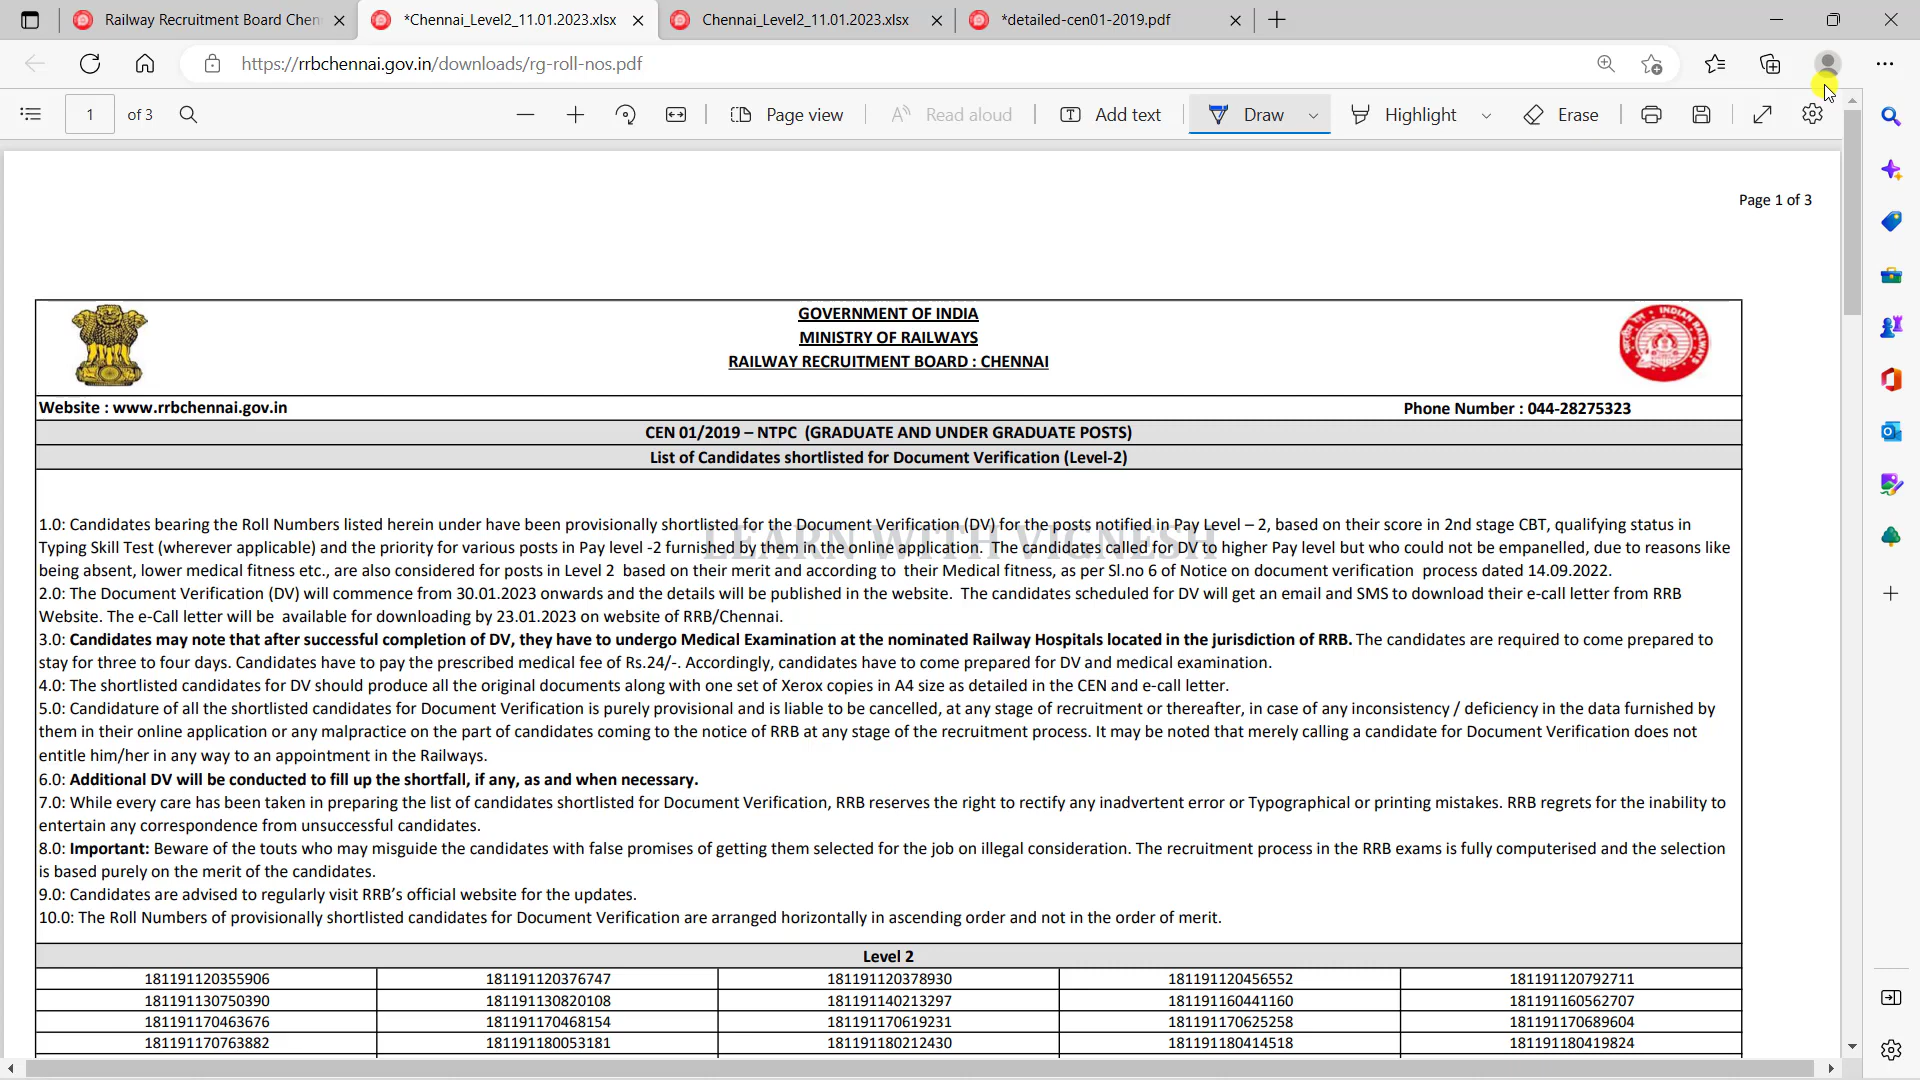 Railway Recruitment Board Chen
*Chennai_Level2_11.01.2023.xlsx
Chennai_Level2_11.01.2023.xlsx
*detailed-cen01-2019.pdf
https://rrbchennai.gov.in/downloads/rg-roll-nos.pdf
1 of 3 Page view Read aloud Add text Draw Highlight Erase
Page 1 of 3
GOVERNMENT OF INDIA
MINISTRY OF RAILWAYS
RAILWAY RECRUITMENT BOARD : CHENNAI
INDIAN RAILWAYS
Website : www.rrbchennai.gov.in Phone Number : 044-28275323
CEN 01/2019 – NTPC (GRADUATE AND UNDER GRADUATE POSTS)
List of Candidates shortlisted for Document Verification (Level-2)
1.0: Candidates bearing the Roll Numbers listed herein under have been provisionally shortlisted for the Document Verification (DV) for the posts notified in Pay Level – 2, based on their score in 2nd stage CBT, qualifying status in
Typing Skill Test (wherever applicable) and the priority for various posts in Pay level -2 furnished by them in the online application. The candidates called for DV to higher Pay level but who could not be empanelled, due to reasons like
being absent, lower medical fitness etc., are also considered for posts in Level 2 based on their merit and according to their Medical fitness, as per Sl.no 6 of Notice on document verification process dated 14.09.2022.
LEARN WITH VIGNESH
2.0: The Document Verification (DV) will commence from 30.01.2023 onwards and the details will be published in the website. The candidates scheduled for DV will get an email and SMS to download their e-call letter from RRB
Website. The e-Call letter will be available for downloading by 23.01.2023 on website of RRB/Chennai.
3.0: Candidates may note that after successful completion of DV, they have to undergo Medical Examination at the nominated Railway Hospitals located in the jurisdiction of RRB. The candidates are required to come prepared to
stay for three to four days. Candidates have to pay the prescribed medical fee of Rs.24/-. Accordingly, candidates have to come prepared for DV and medical examination.
4.0: The shortlisted candidates for DV should produce all the original documents along with one set of Xerox copies in A4 size as detailed in the CEN and e-call letter.
5.0: Candidature of all the shortlisted candidates for Document Verification is purely provisional and is liable to be cancelled, at any stage of recruitment or thereafter, in case of any inconsistency / deficiency in the data furnished by
them in their online application or any malpractice on the part of candidates coming to the notice of RRB at any stage of the recruitment process. It may be noted that merely calling a candidate for Document Verification does not
entitle him/her in any way to an appointment in the Railways.
6.0: Additional DV will be conducted to fill up the shortfall, if any, as and when necessary.
7.0: While every care has been taken in preparing the list of candidates shortlisted for Document Verification, RRB reserves the right to rectify any inadvertent error or Typographical or printing mistakes. RRB regrets for the inability to
entertain any correspondence from unsuccessful candidates.
8.0: Important: Beware of the touts who may misguide the candidates with false promises of getting them selected for the job on illegal consideration. The recruitment process in the RRB exams is fully computerised and the selection
is based purely on the merit of the candidates.
9.0: Candidates are advised to regularly visit RRB's official website for the updates.
10.0: The Roll Numbers of provisionally shortlisted candidates for Document Verification are arranged horizontally in ascending order and not in the order of merit.
Level 2
181191120355906 181191120376747 181191120378930 181191120456552 181191120792711
181191130750390 181191130820108 181191140213297 181191160441160 181191160562707
181191170463676 181191170468154 181191170619231 181191170625258 181191170689604
181191170763882 181191180053181 181191180212430 181191180414518 181191180419824